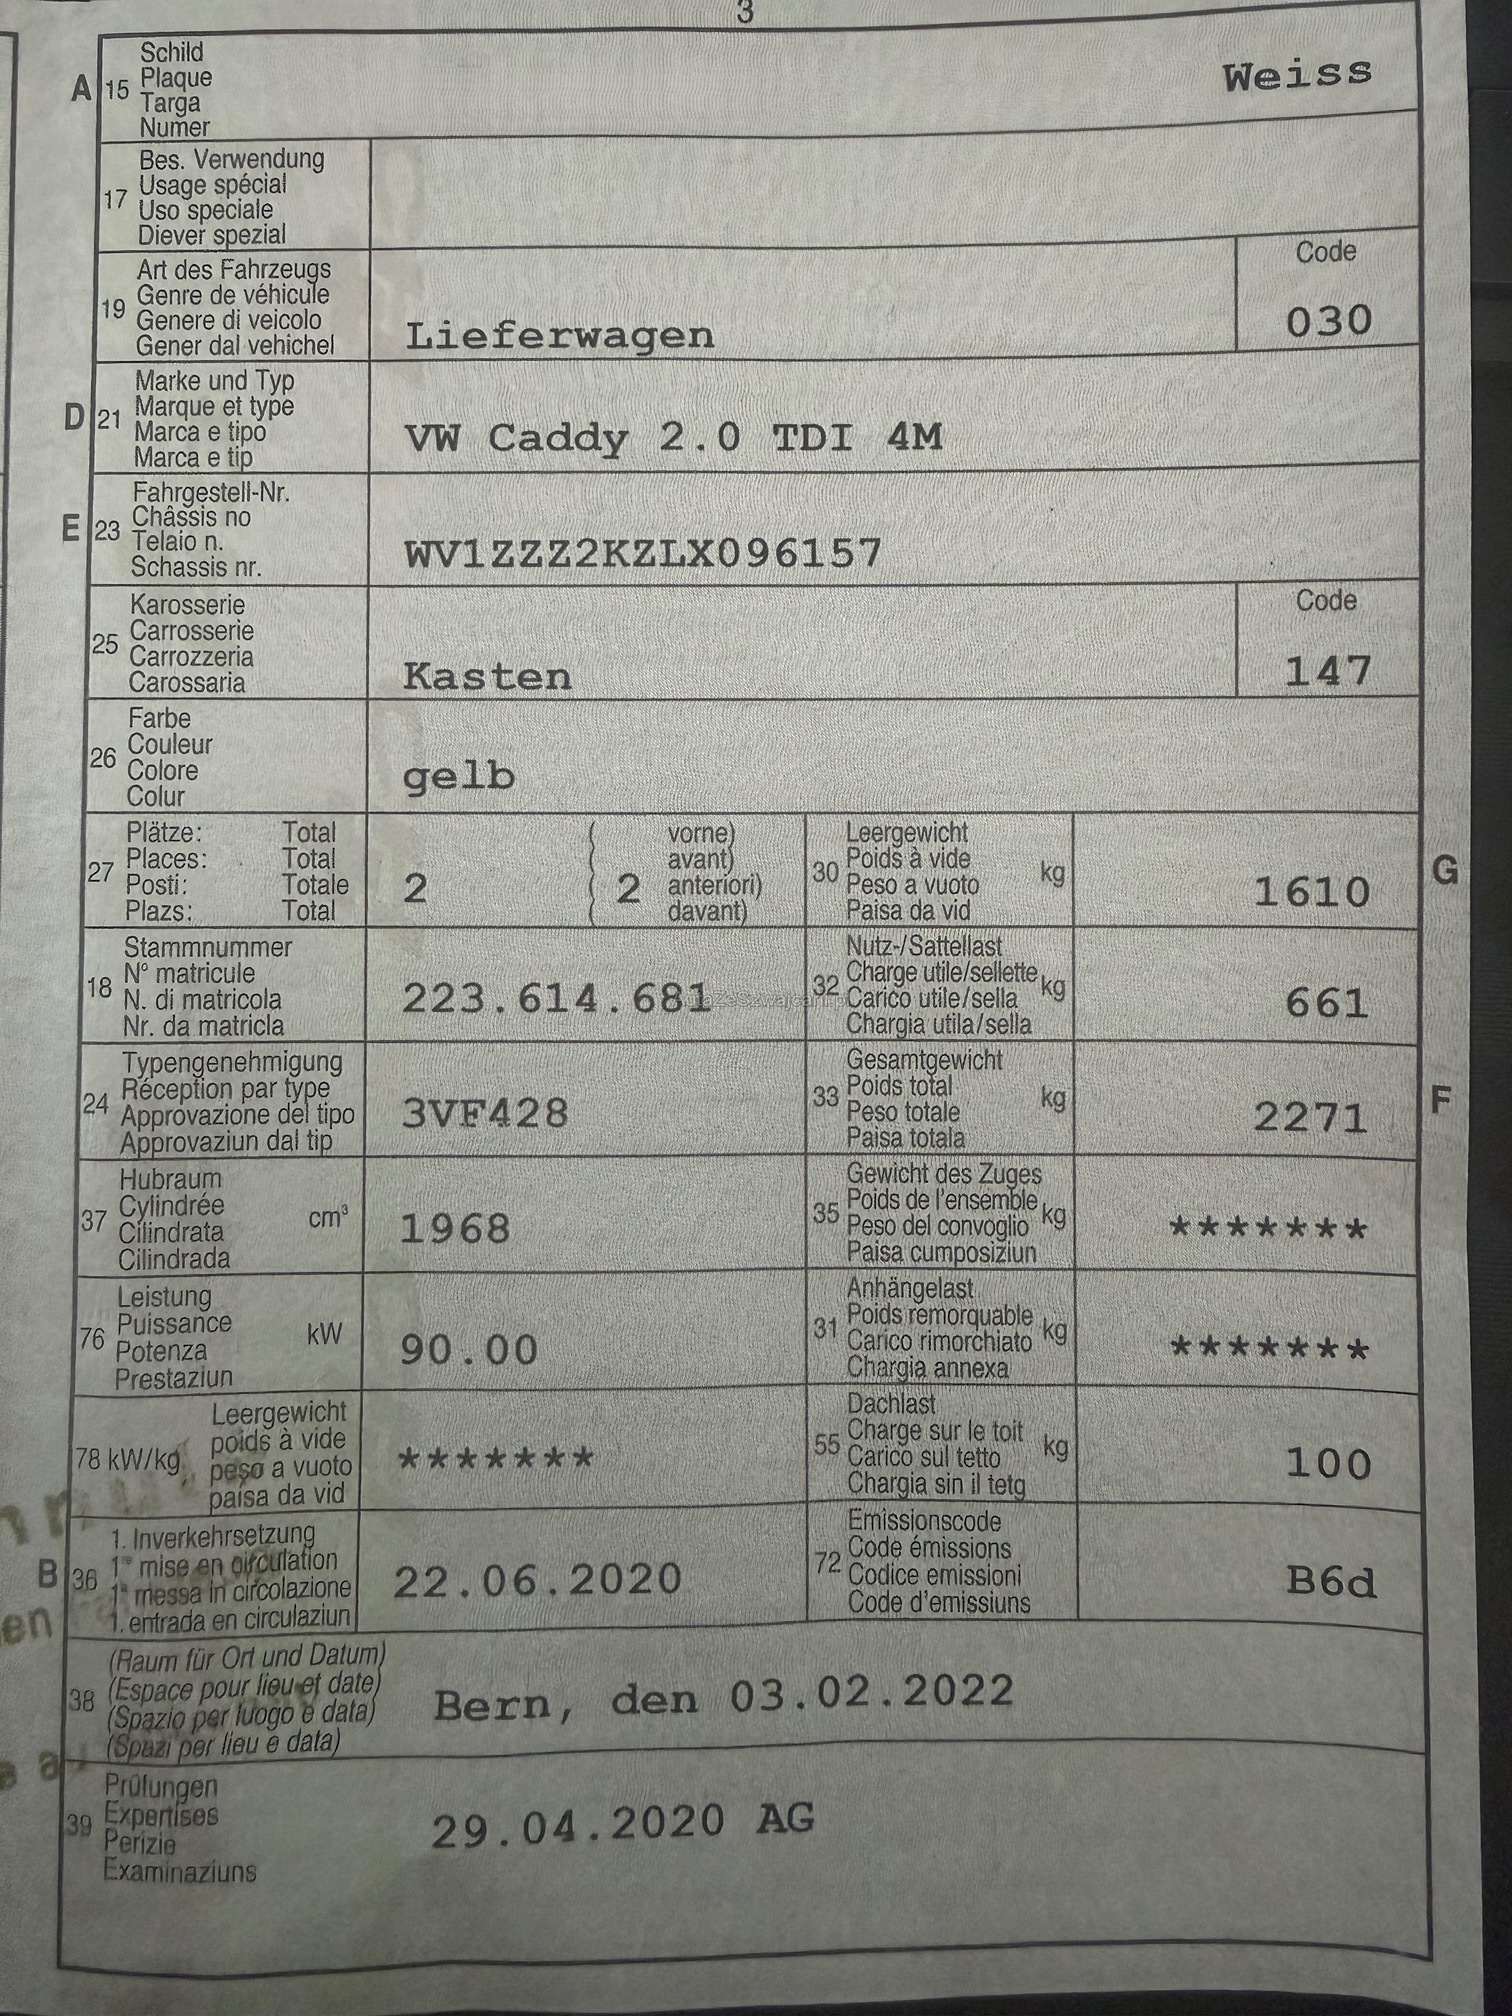 3
A 15 Schild
Plaque
Targa
Numer
Weiss
17 Bes. Verwendung
Usage spécial
Uso speciale
Diever spezial
19 Art des Fahrzeugs
Genre de véhicule
Genere di veicolo
Gener dal vehichel
Lieferwagen
Code
030
D 21 Marke und Typ
Marque et type
Marca e tipo
Marca e tip
VW Caddy 2.0 TDI 4M
E 23 Fahrgestell-Nr.
Châssis no
Telaio n.
Schassis nr.
WV1ZZZ2KZLX096157
25 Karosserie
Carrosserie
Carrozzeria
Carossaria
Kasten
Code
147
26 Farbe
Couleur
Colore
Colur
gelb
27 Plätze: Total
Places: Total
Posti: Totale
Plazs: Total
2
( vorne)
( avant)
( 2 anteriori)
( davant)
30 Leergewicht
Poids à vide kg
Peso a vuoto
Paisa da vid
1610
G
18 Stammnummer
N° matricule
N. di matricola
Nr. da matricla
223.614.681
32 Nutz-/Sattellast
Charge utile/sellette kg
Carico utile/sella
Chargia utila/sella
661
24 Typengenehmigung
Réception par type
Approvazione del tipo
Approvaziun dal tip
3VF428
33 Gesamtgewicht
Poids total kg
Peso totale
Paisa totala
2271
F
37 Hubraum
Cylindrée cm³
Cilindrata
Cilindrada
1968
35 Gewicht des Zuges
Poids de l'ensemble kg
Peso del convoglio
Paisa cumposiziun
*******
76 Leistung
Puissance kW
Potenza
Prestaziun
90.00
31 Anhängelast
Poids remorquable kg
Carico rimorchiato
Chargia annexa
*******
78 kW/kg Leergewicht
poids à vide
peso a vuoto
paisa da vid
*******
55 Dachlast
Charge sur le toit kg
Carico sul tetto
Chargia sin il tetg
100
B 36 1. Inverkehrsetzung
1re mise en circulation
1a messa in circolazione
1. entrada en circulaziun
22.06.2020
72 Emissionscode
Code émissions
Codice emissioni
Code d'emissiuns
B6d
38 (Raum für Ort und Datum)
(Espace pour lieu et date)
(Spazio per luogo e data)
(Spazi per lieu e data)
Bern, den 03.02.2022
39 Prüfungen
Expertises
Perizie
Examinaziuns
29.04.2020 AG